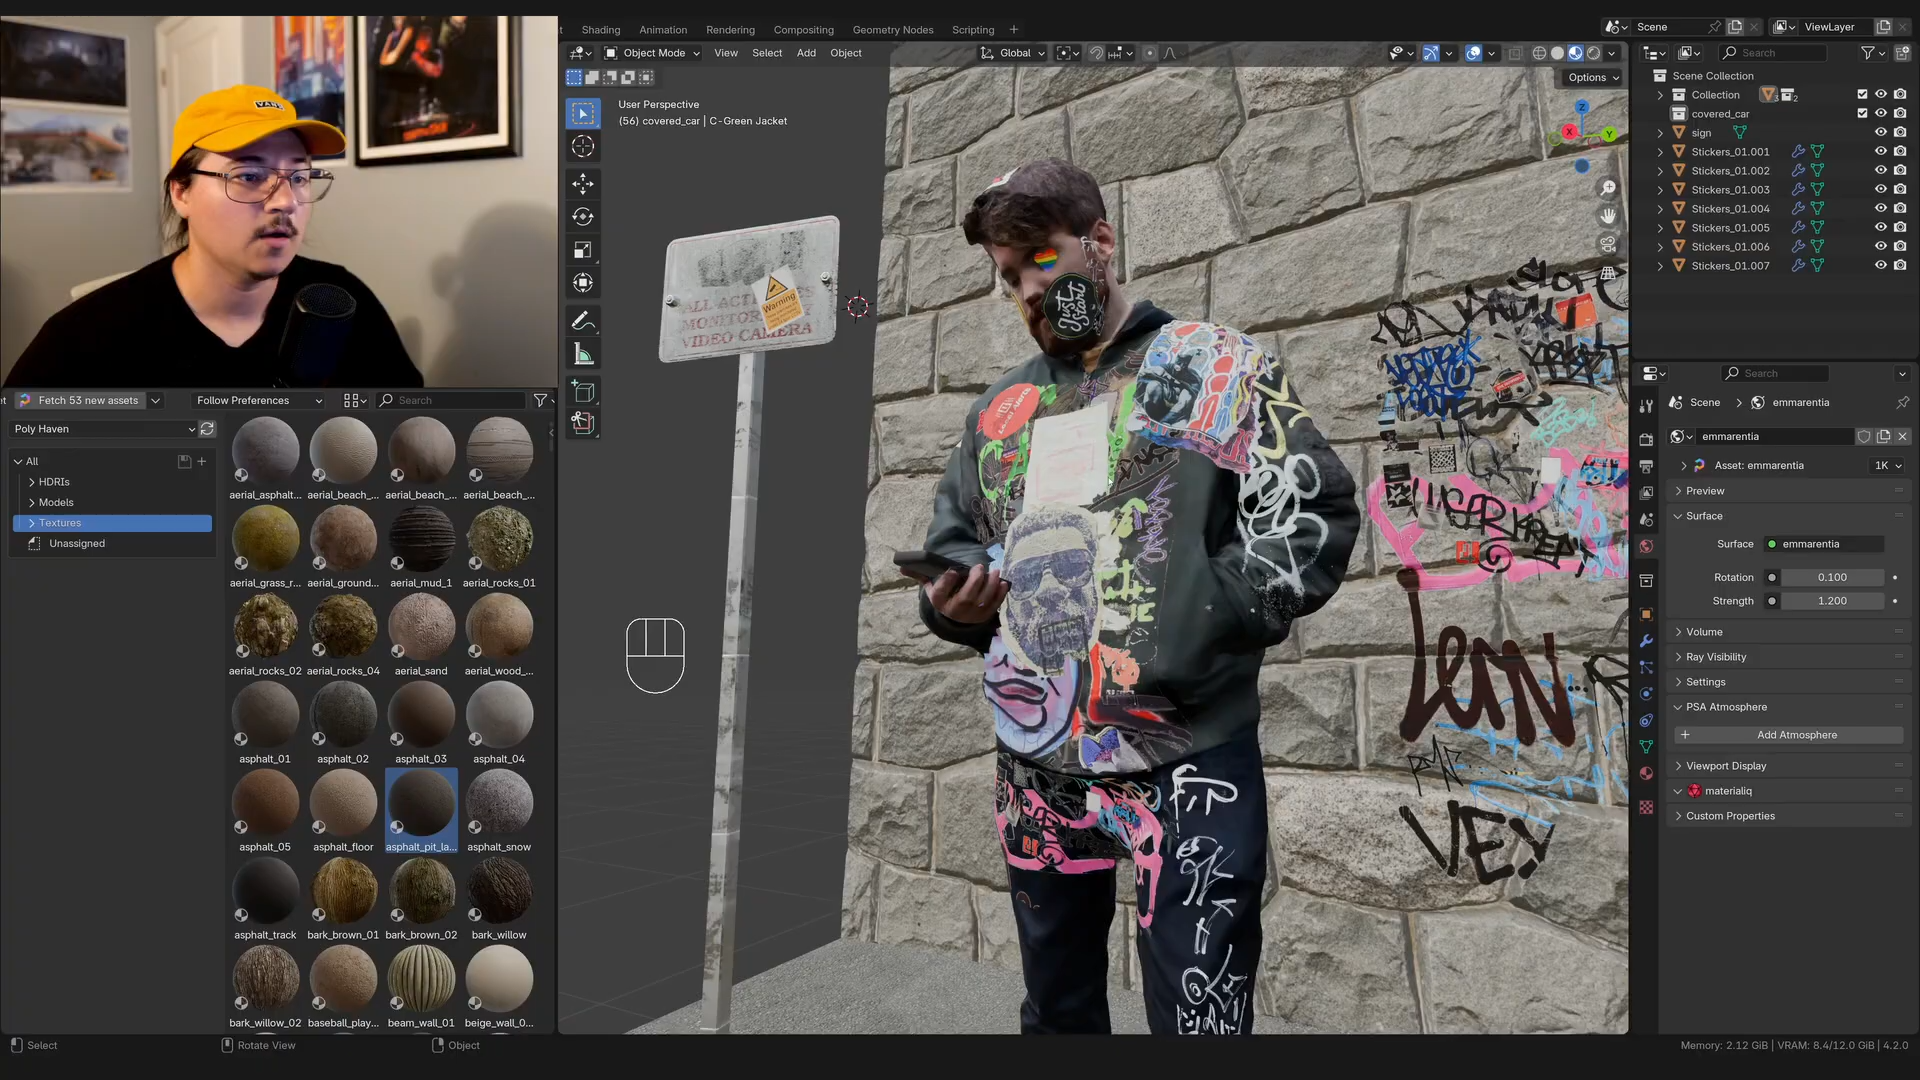 VANS
Shading
Animation
Rendering
Compositing
Geometry Nodes
Scripting
Scene
ViewLayer
Object Mode
View
Select
Add
Object
Global
Search
Options
User Perspective
(56) covered_car | C-Green Jacket
Scene Collection
Collection
2
covered_car
sign
Stickers_01.001
Stickers_01.002
Stickers_01.003
Stickers_01.004
Stickers_01.005
Stickers_01.006
Stickers_01.007
Z
X
Y
Warning
MONITOR
VIDEO CAMERA
Just
Start
Fetch 53 new assets
Follow Preferences
Search
Poly Haven
All
HDRIs
Models
Textures
Unassigned
aerial_asphalt...
aerial_beach_...
aerial_beach_...
aerial_beach_...
aerial_grass_r...
aerial_ground...
aerial_mud_1
aerial_rocks_01
aerial_rocks_02
aerial_rocks_04
aerial_sand
aerial_wood_...
asphalt_01
asphalt_02
asphalt_03
asphalt_04
asphalt_05
asphalt_floor
asphalt_pit_la...
asphalt_snow
asphalt_track
bark_brown_01
bark_brown_02
bark_willow
bark_willow_02
baseball_play...
beam_wall_01
beige_wall_0...
VEX
Search
Scene
emmarentia
emmarentia
Asset: emmarentia
1K
Preview
Surface
Surface
emmarentia
Rotation
0.100
Strength
1.200
Volume
Ray Visibility
Settings
PSA Atmosphere
Add Atmosphere
Viewport Display
materialiq
Custom Properties
Select
Rotate View
Object
Memory: 2.12 GiB | VRAM: 8.4/12.0 GiB | 4.2.0